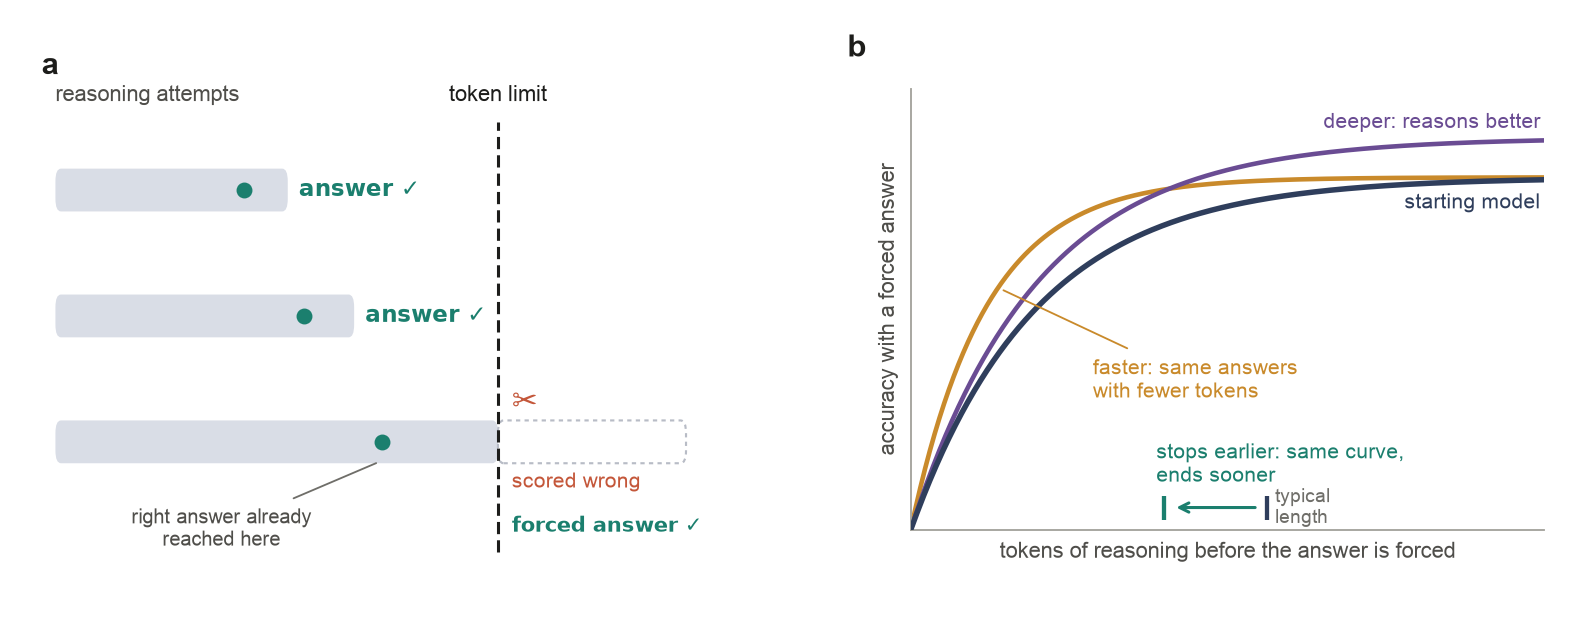 a
reasoning attempts
token limit
answer ✓
answer ✓
scored wrong
forced answer ✓
right answer already
reached here
b
accuracy with a forced answer
deeper: reasons better
starting model
faster: same answers
with fewer tokens
stops earlier: same curve,
ends sooner
typical
length
tokens of reasoning before the answer is forced